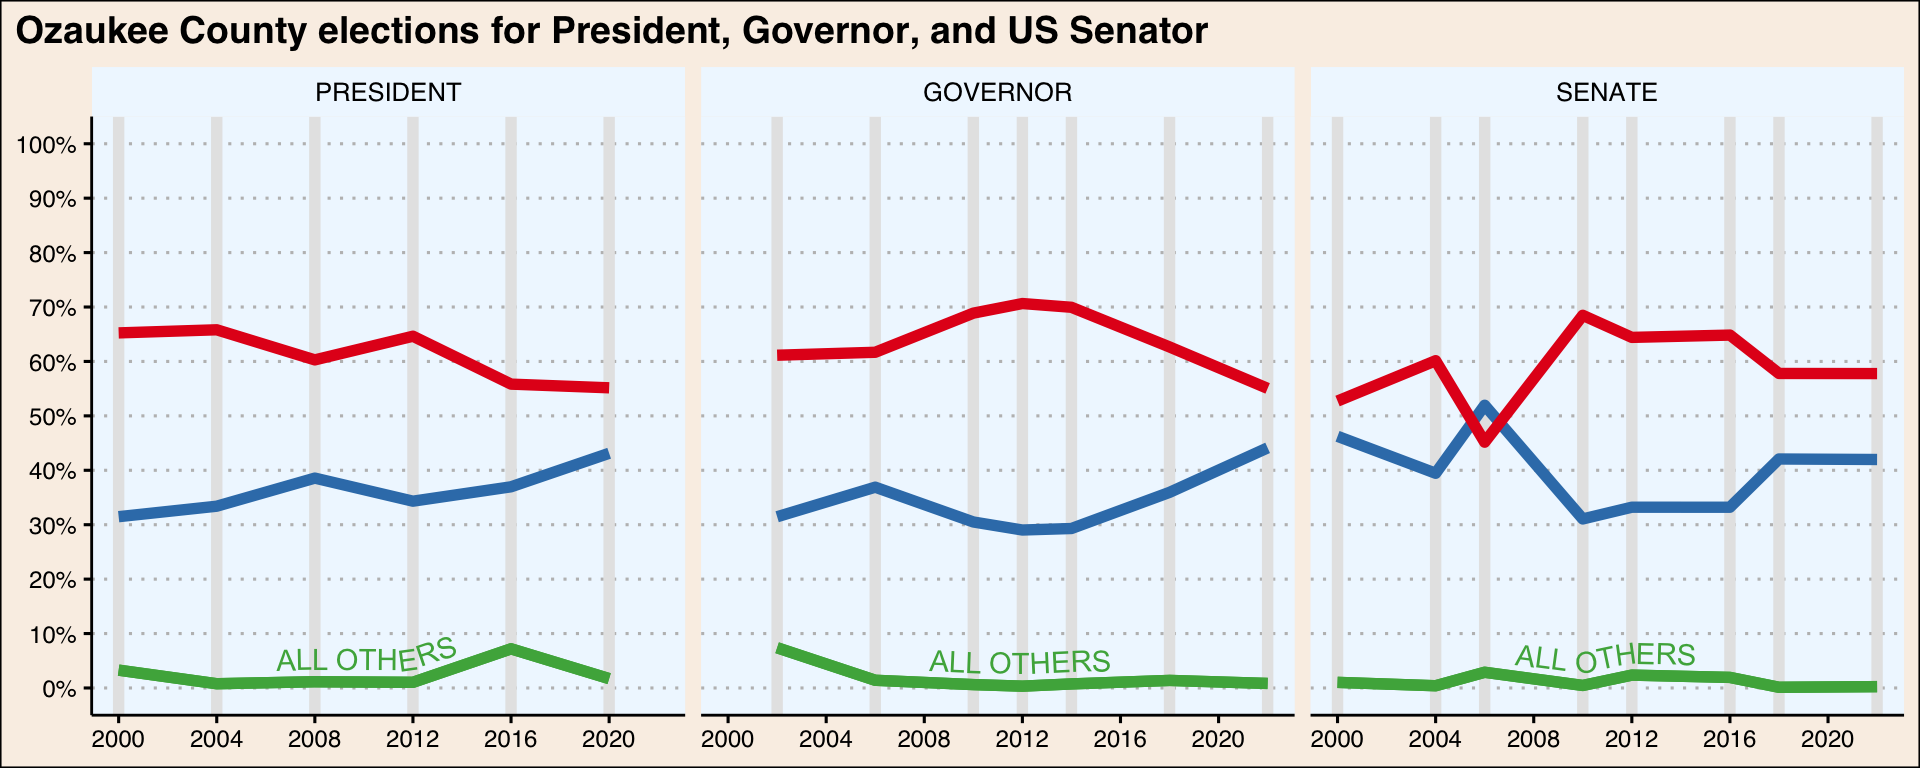 Ozaukee County elections for President, Governor, and US Senator
PRESIDENT
GOVERNOR
SENATE
100%
90%
80%
70%
60%
50%
40%
30%
20%
10%
0%
ALL OTHERS
ALL OTHERS
ALL OTHERS
2000 2004 2008 2012 2016 2020
2000 2004 2008 2012 2016 2020
2000 2004 2008 2012 2016 2020